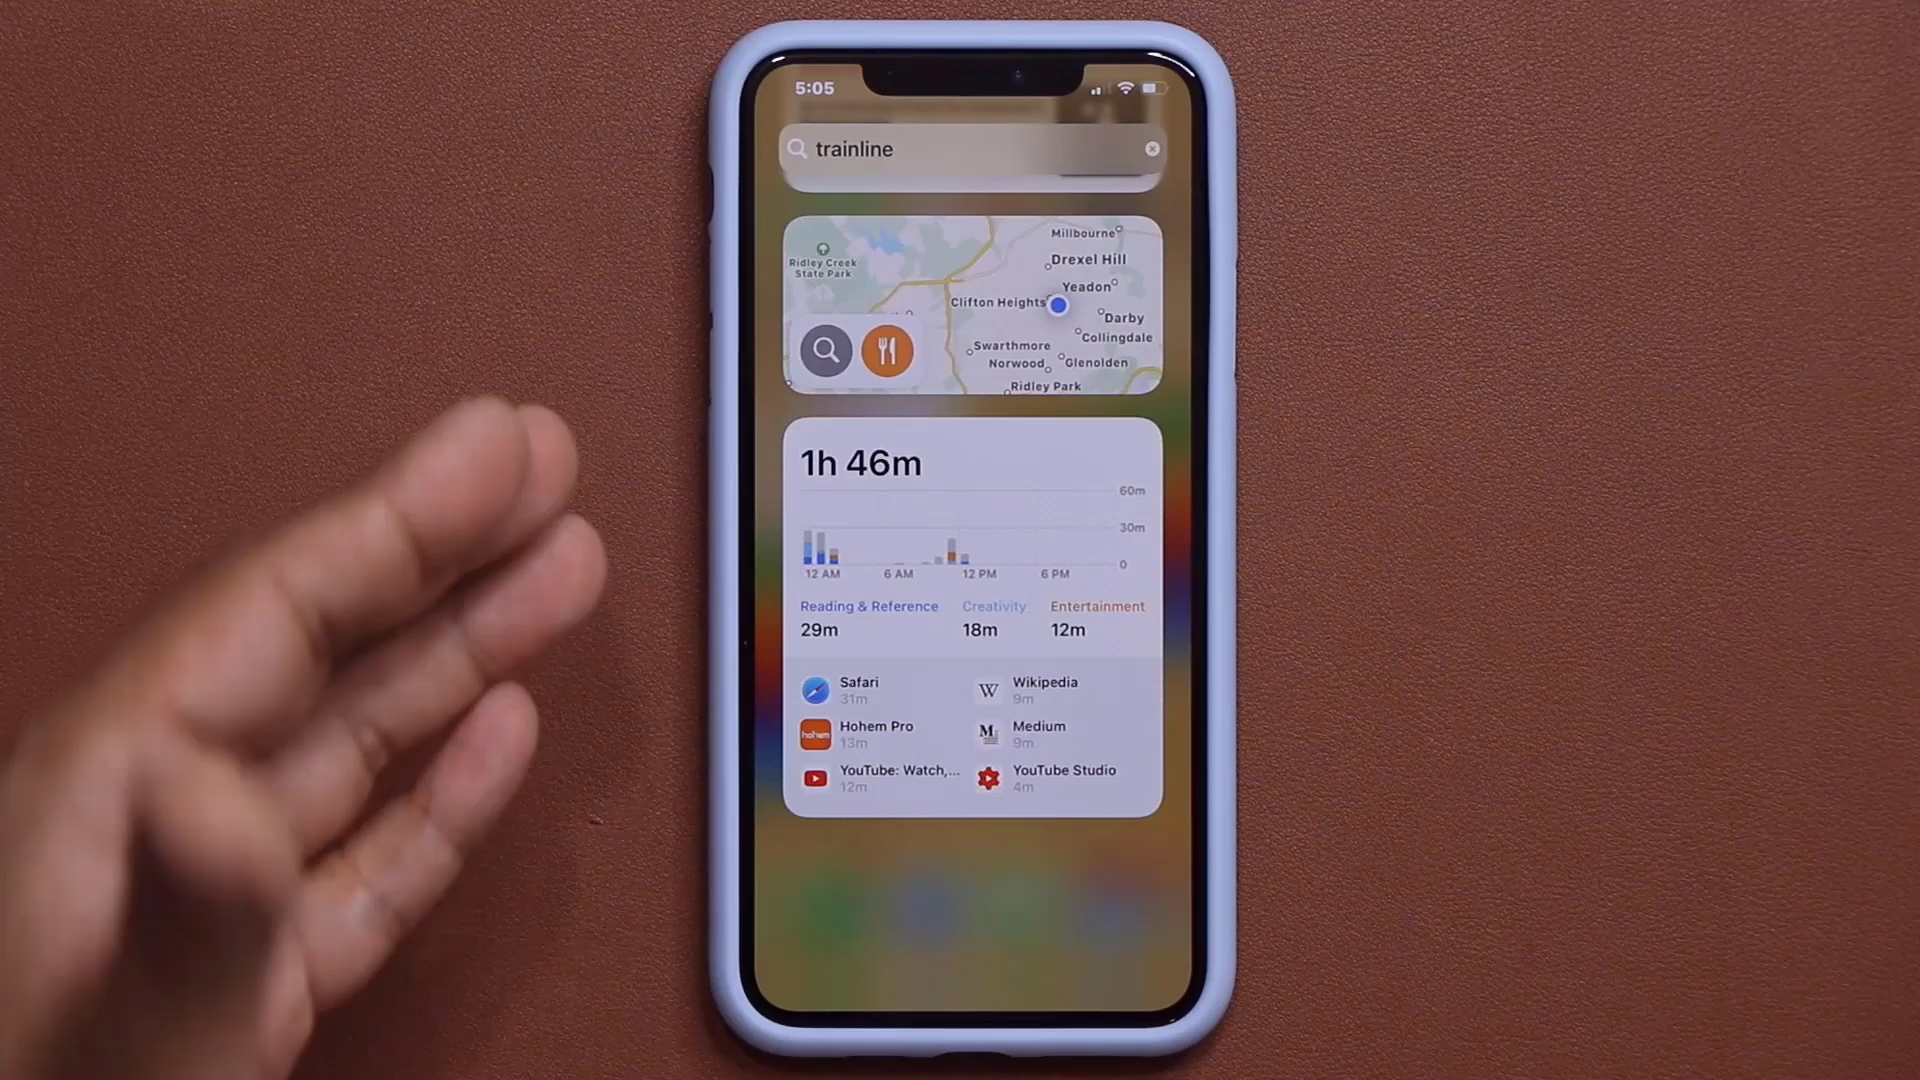 5:05
trainline
Millbourne
Ridley Creek
State Park
Drexel Hill
Yeadon
Clifton Heights
Darby
Collingdale
Swarthmore
Norwood
Glenolden
Ridley Park
1h 46m
60m
30m
0
12 AM 6 AM 12 PM 6 PM
Reading & Reference Creativity Entertainment
29m 18m 12m
Safari Wikipedia
31m 9m
Hohem Pro Medium
hohem
13m 9m
YouTube: Watch,... YouTube Studio
12m 4m